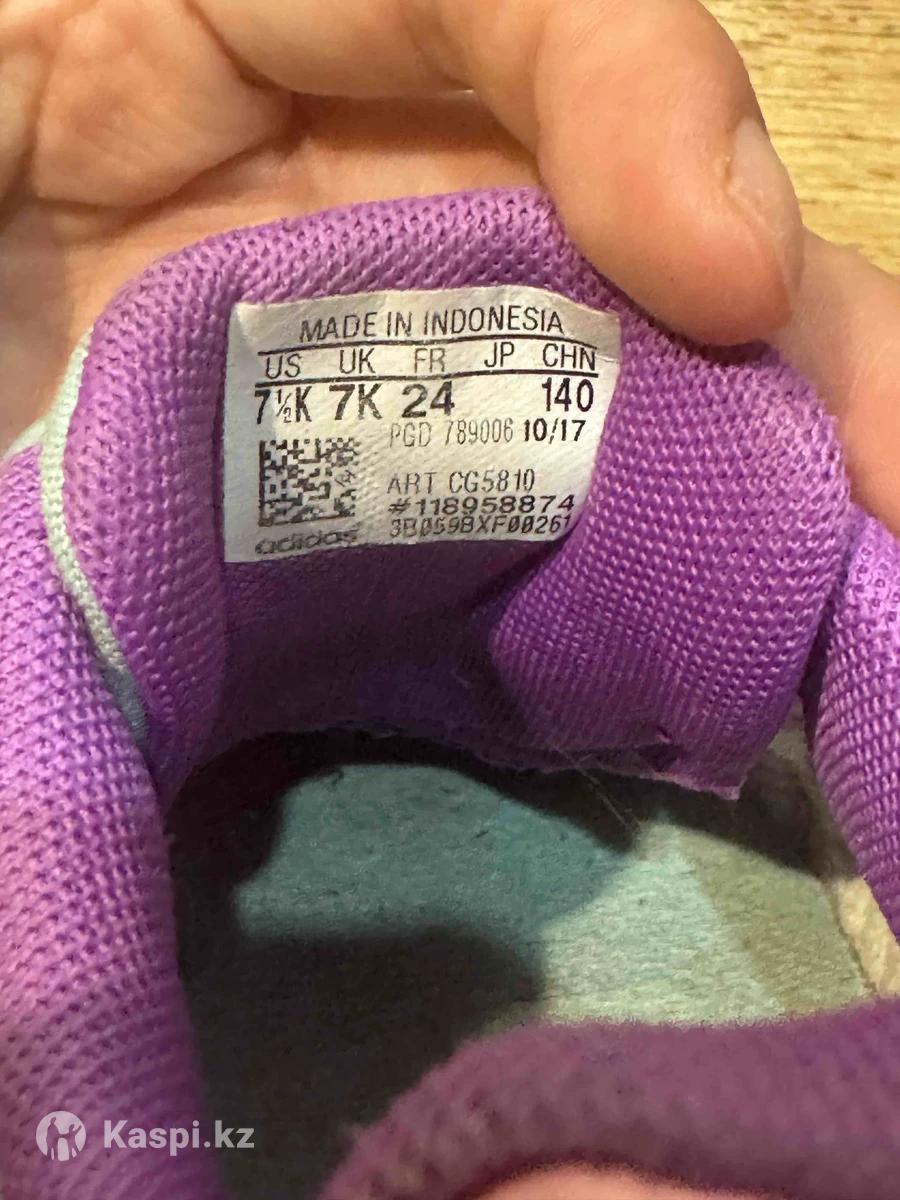 MADE IN INDONESIA
US UK FR JP CHN
7½K 7K 24 140
PGD 789006 10/17
ART CG5810
#118958874
3B059BXF00261
adidas
Kaspi.kz